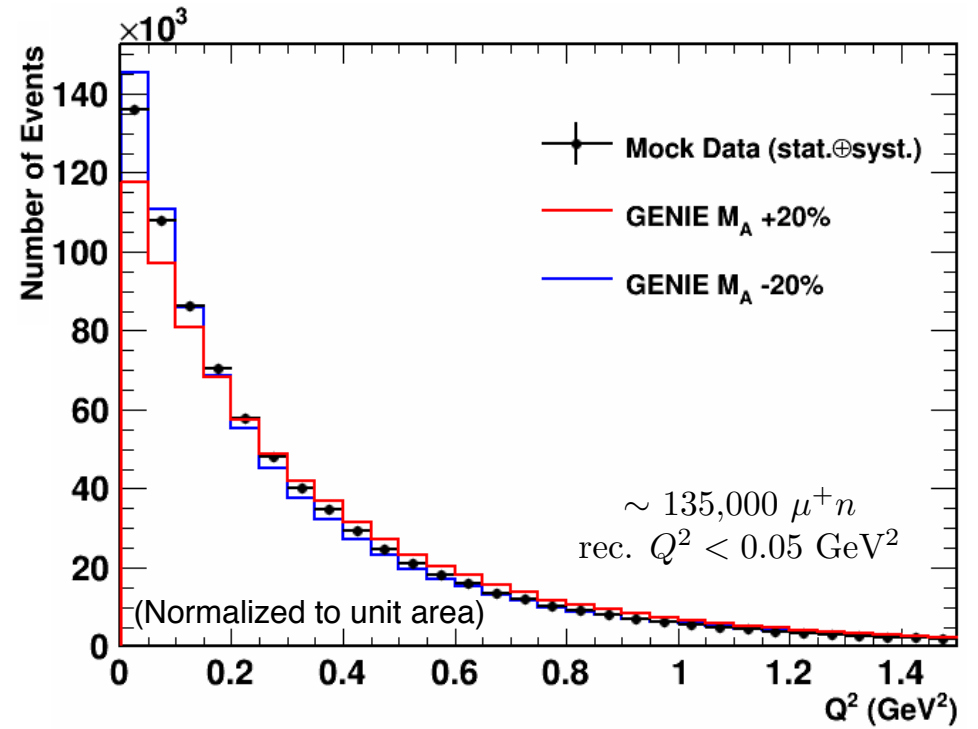 ×10³
Number of Events
140
120
100
80
60
40
20
0
Mock Data (stat.⊕syst.)
GENIE M_A +20%
GENIE M_A -20%
∼ 135,000 μ⁺n
rec. Q² < 0.05 GeV²
(Normalized to unit area)
0 0.2 0.4 0.6 0.8 1 1.2 1.4
Q² (GeV²)